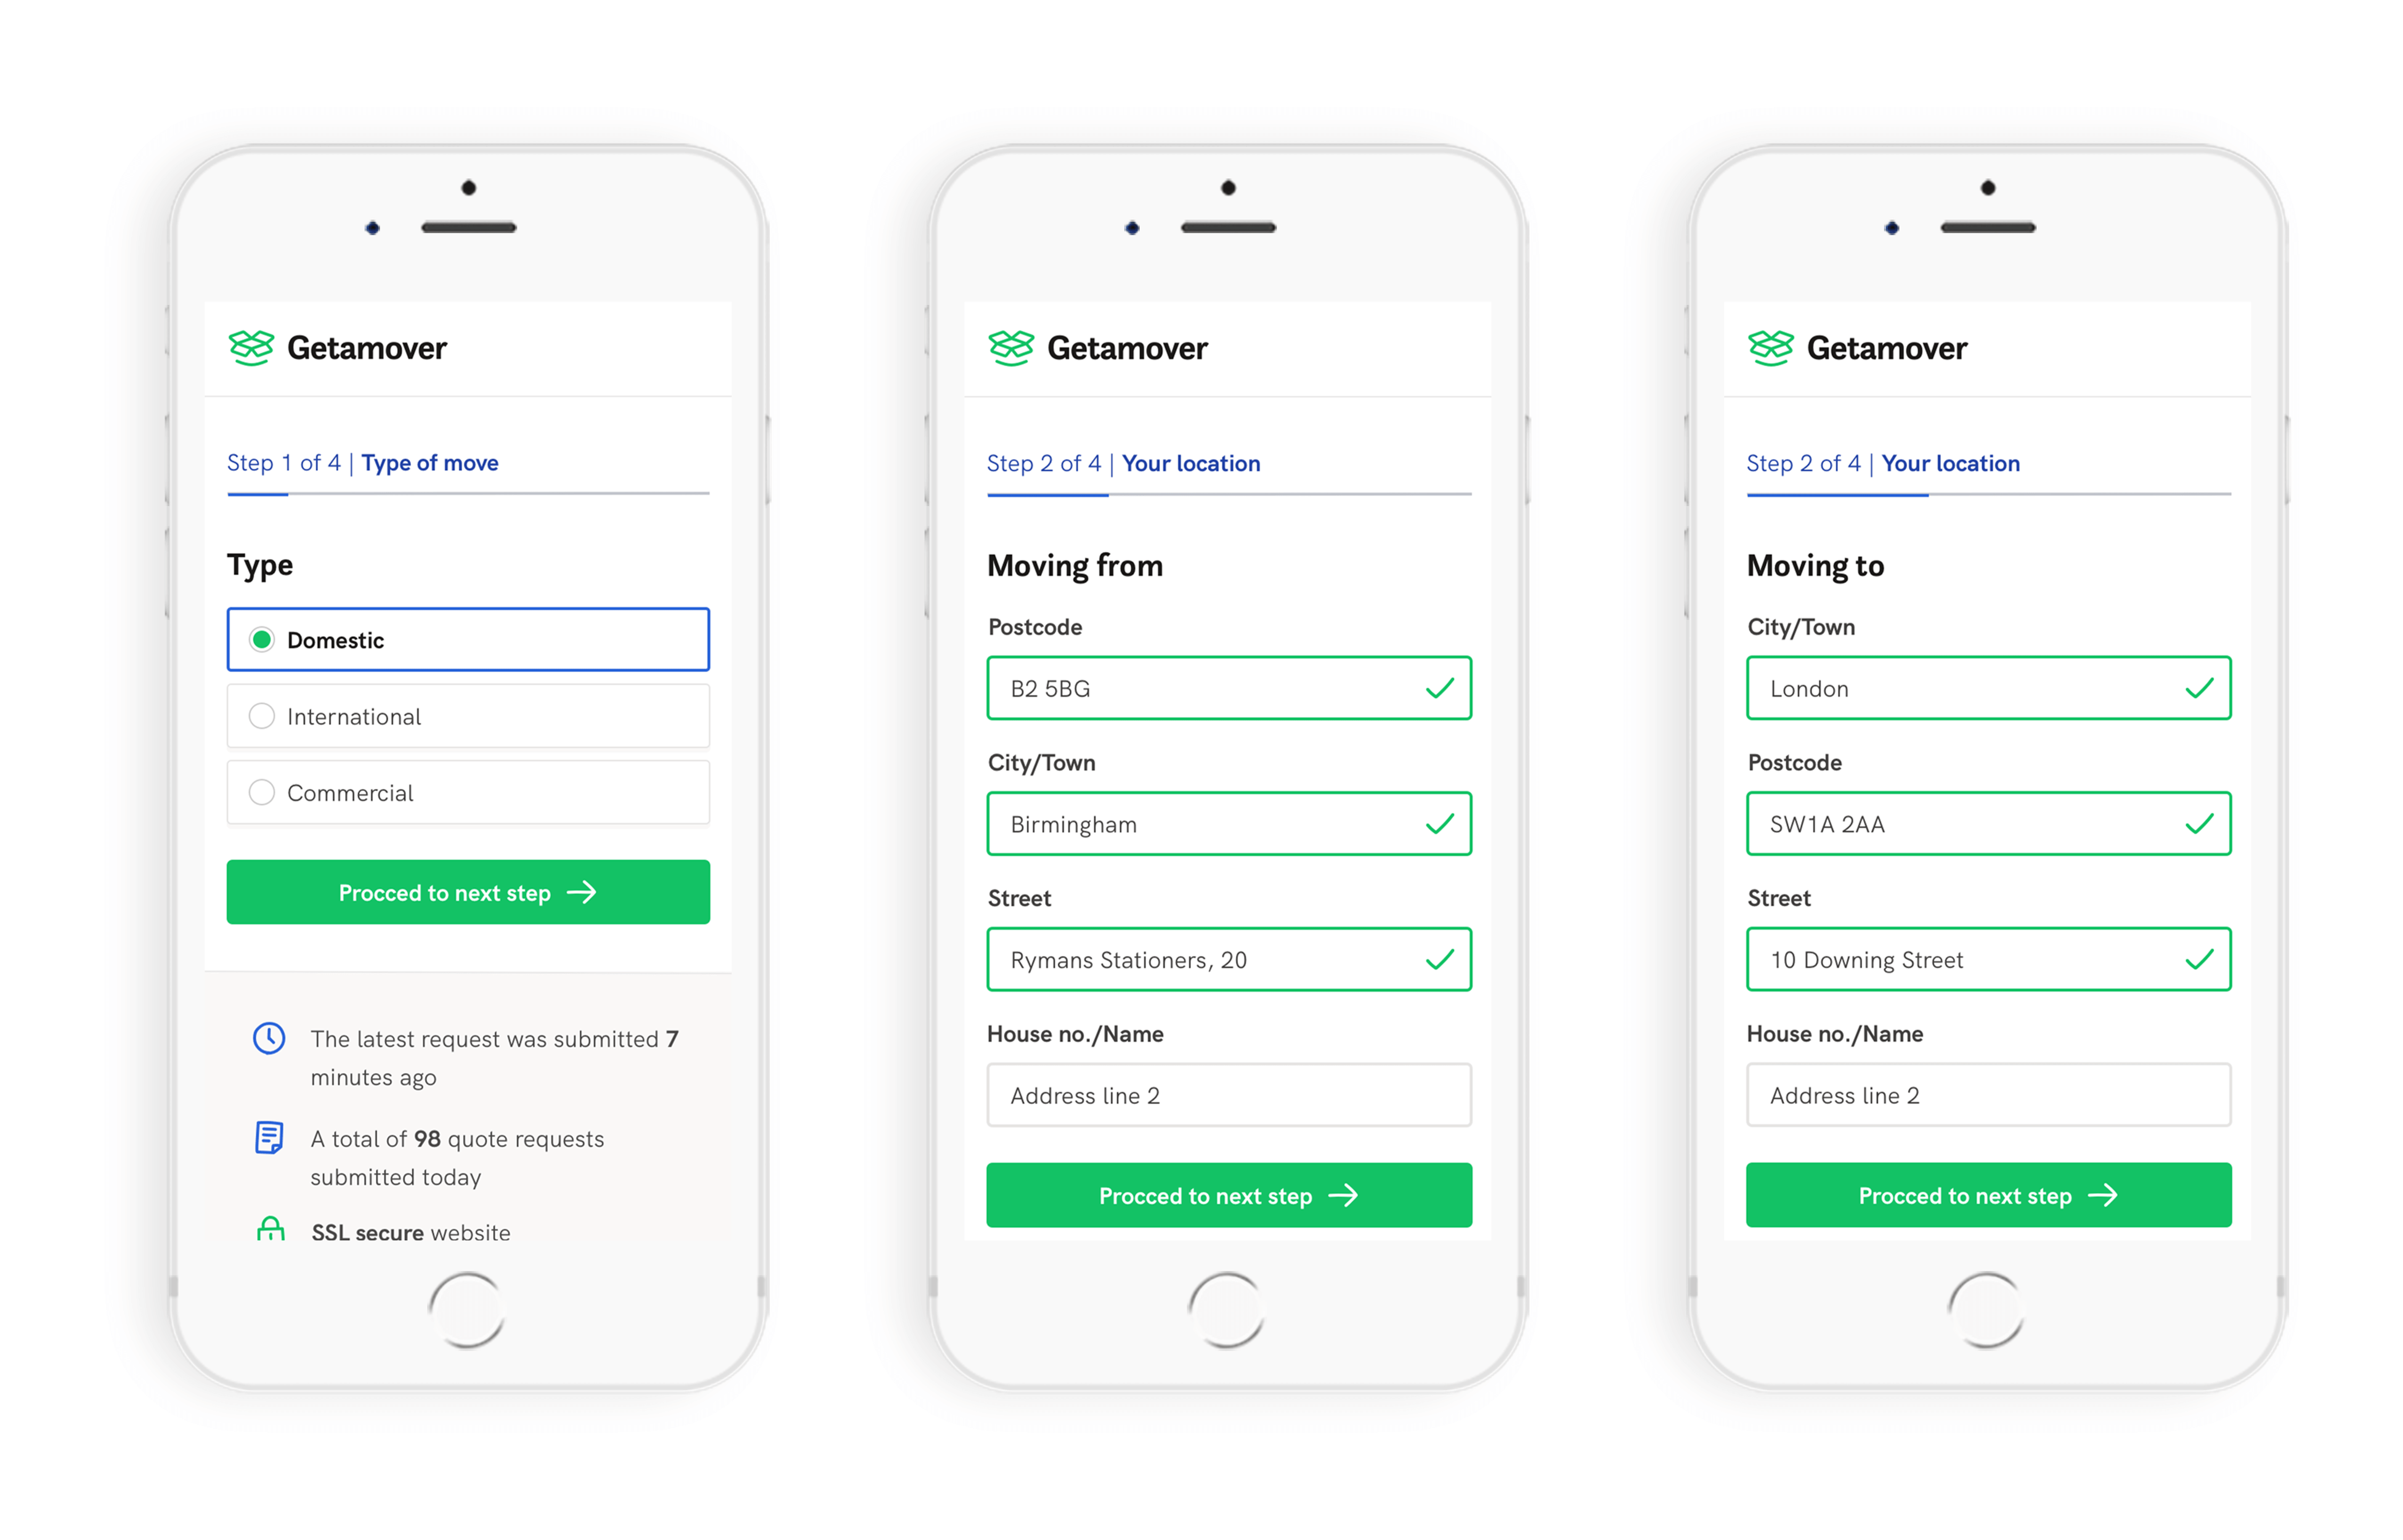 Getamover
Step 1 of 4 | Type of move
Type
Domestic
International
Commercial
Procced to next step
The latest request was submitted 7
minutes ago
A total of 98 quote requests
submitted today
SSL secure website
Getamover
Step 2 of 4 | Your location
Moving from
Postcode
B2 5BG
City/Town
Birmingham
Street
Rymans Stationers, 20
House no./Name
Address line 2
Procced to next step
Getamover
Step 2 of 4 | Your location
Moving to
City/Town
London
Postcode
SW1A 2AA
Street
10 Downing Street
House no./Name
Address line 2
Procced to next step